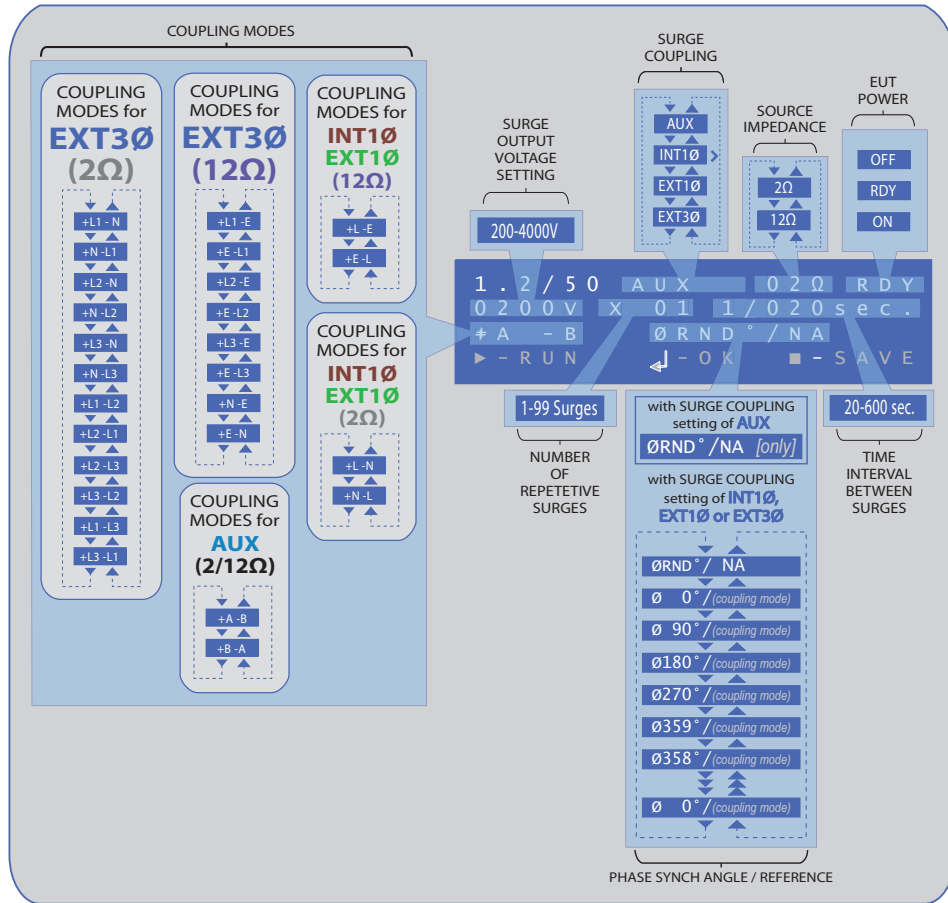 COUPLING MODES
COUPLING
MODES for
EXT3Ø
(2Ω)
+L1 - N
+N -L1
+L2 -N
+N -L2
+L3 -N
+N -L3
+L1 -L2
+L2 -L1
+L2 -L3
+L3 -L2
+L1 -L3
+L3 -L1
COUPLING
MODES for
EXT3Ø
(12Ω)
+L1 -E
+E -L1
+L2 -E
+E -L2
+L3 -E
+E -L3
+N -E
+E -N
COUPLING
MODES for
AUX
(2/12Ω)
+A -B
+B -A
COUPLING
MODES for
INT1Ø
EXT1Ø
(12Ω)
+L -E
+E -L
COUPLING
MODES for
INT1Ø
EXT1Ø
(2Ω)
+L -N
+N -L
SURGE
OUTPUT
VOLTAGE
SETTING
200-4000V
SURGE
COUPLING
AUX
INT1Ø
EXT1Ø
EXT3Ø
SOURCE
IMPEDANCE
2Ω
12Ω
EUT
POWER
OFF
RDY
ON
1.2/50 AUX 02Ω RDY
0200V X 01 1/020sec.
+A -B ØRND°/NA
►-RUN -OK ■-SAVE
1-99 Surges
NUMBER
OF
REPETETIVE
SURGES
with SURGE COUPLING
setting of AUX
ØRND°/NA [only]
with SURGE COUPLING
setting of INT1Ø,
EXT1Ø or EXT3Ø
ØRND°/ NA
Ø 0°/(coupling mode)
Ø 90°/(coupling mode)
Ø180°/(coupling mode)
Ø270°/(coupling mode)
Ø359°/(coupling mode)
Ø358°/(coupling mode)
Ø 0°/(coupling mode)
PHASE SYNCH ANGLE / REFERENCE
20-600 sec.
TIME
INTERVAL
BETWEEN
SURGES